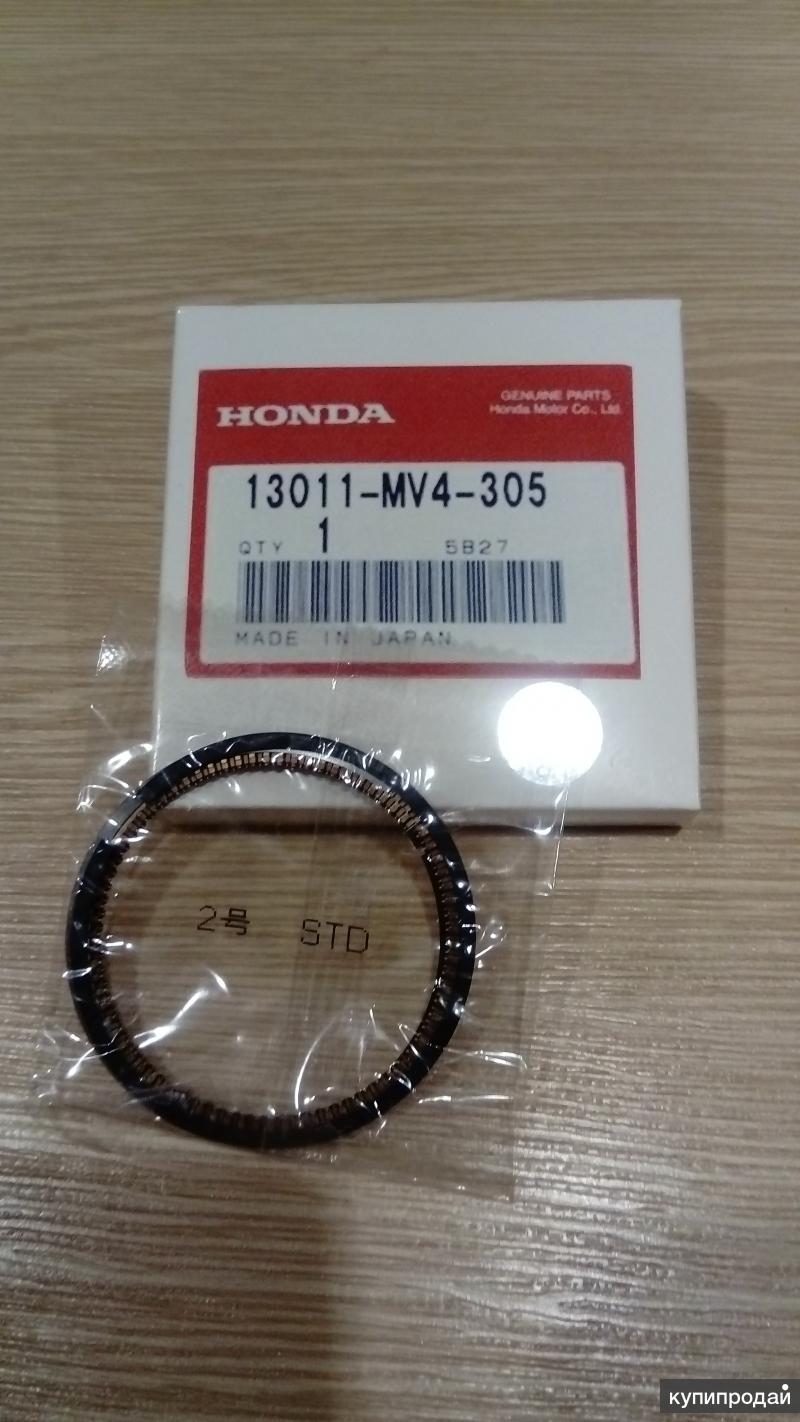 HONDA
GENUINE PARTS
Honda Motor Co., Ltd.
13011-MV4-305
QTY 1 5B27
MADE IN JAPAN
2号 STD
купипродай